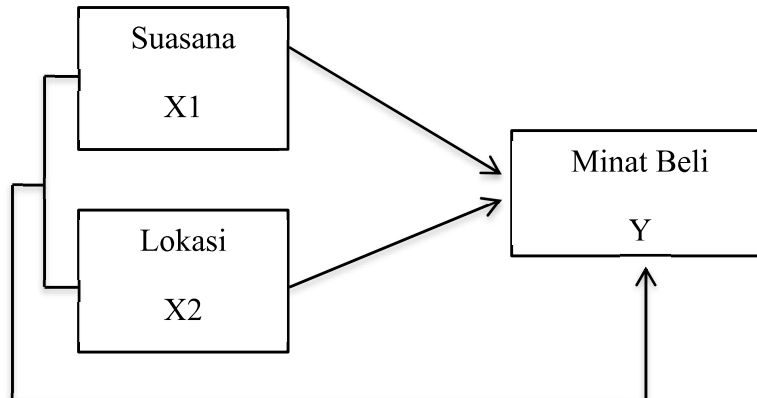 Suasana
X1
Lokasi
X2
Minat Beli
Y